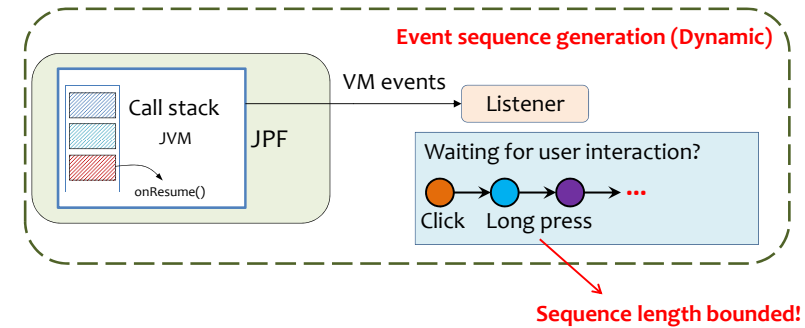 Event sequence generation (Dynamic)
VM events
Call stack
JVM
JPF
onResume()
Listener
Waiting for user interaction?
...
Click
Long press
Sequence length bounded!